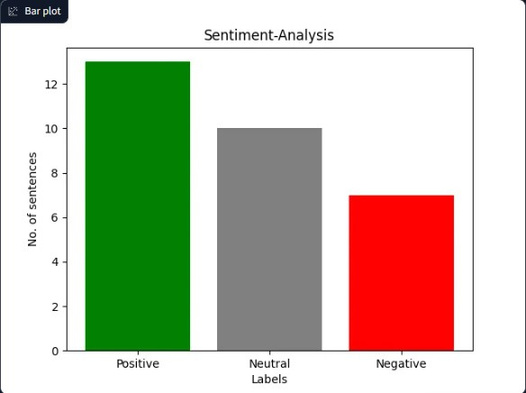 Bar plot
Sentiment-Analysis
12
10
8
6
4
2
0
No. of sentences
Positive Neutral Negative
Labels